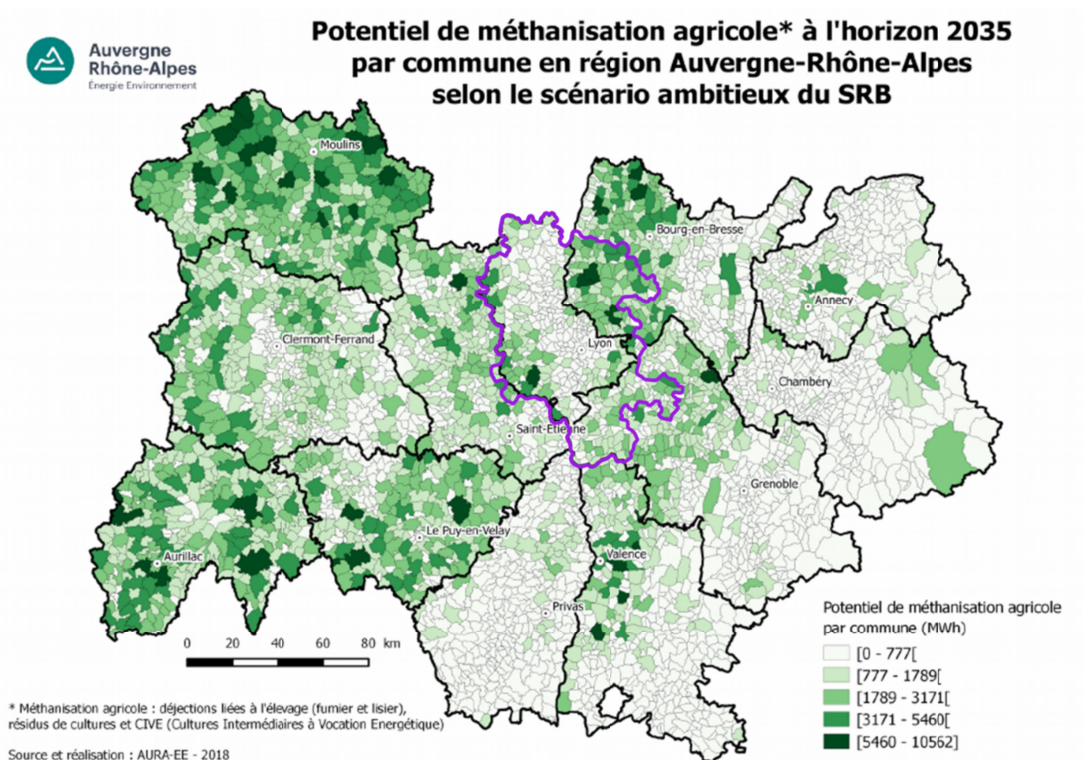 Potentiel de méthanisation agricole* à l'horizon 2035
par commune en région Auvergne-Rhône-Alpes
selon le scénario ambitieux du SRB
Auvergne
Rhône-Alpes
Énergie Environnement
Moulins
Bourg-en-Bresse
Annecy
Clermont-Ferrand
Lyon
Chambéry
Saint-Etienne
Grenoble
Le Puy-en-Velay
Aurillac
Valence
Privas
0 20 40 60 80 km
Potentiel de méthanisation agricole
par commune (MWh)
[0 - 777[
[777 - 1789[
[1789 - 3171[
[3171 - 5460[
[5460 - 10562]
* Méthanisation agricole : déjections liées à l'élevage (fumier et lisier),
résidus de cultures et CIVE (Cultures Intermédiaires à Vocation Energétique)
Source et réalisation : AURA-EE - 2018